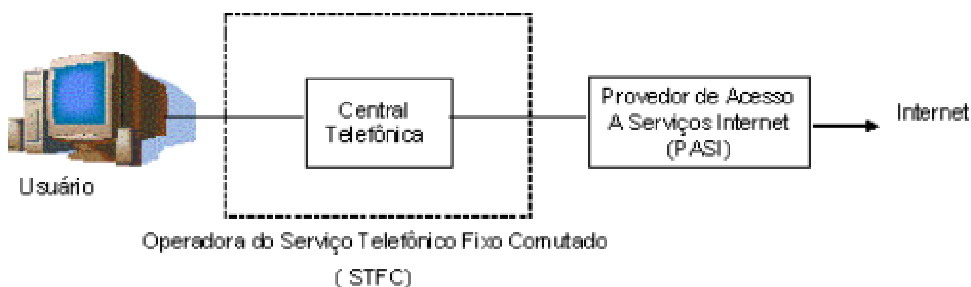 Usuário
Central
Telefônica
Provedor de Acesso
A Serviços Internet
(PASI)
Internet
Operadora do Serviço Telefônico Fixo Comutado
( STFC)